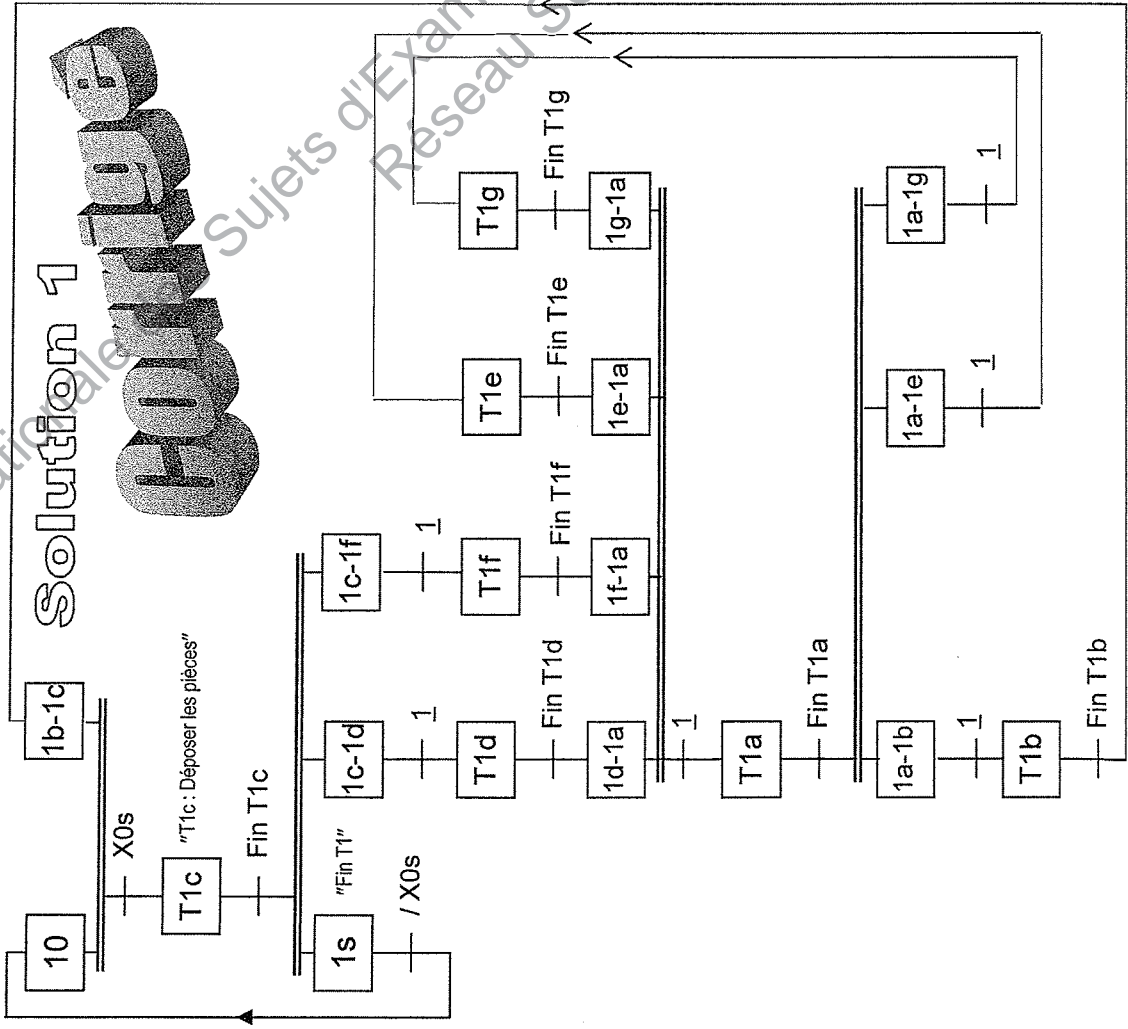 Solution 1
Corrigé
Sujets d'Exam
Réseau S
10
1b-1c
X0s
T1c
"T1c : Déposer les pièces"
Fin T1c
1s
"Fin T1"
/ X0s
1c-1d
1
1c-1f
1
T1d
Fin T1d
1d-1a
T1f
Fin T1f
1f-1a
T1e
Fin T1e
1e-1a
T1g
Fin T1g
1g-1a
1
T1a
Fin T1a
1a-1b
1
T1b
Fin T1b
1a-1e
1
1a-1g
1